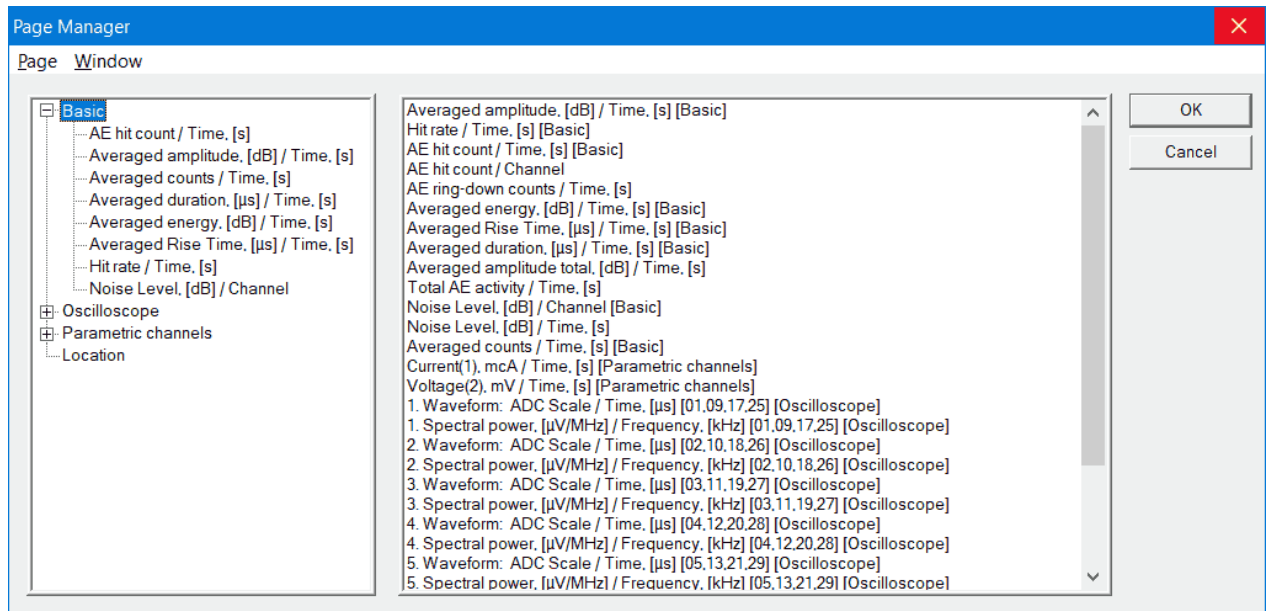 Page Manager
Page Window
Basic
AE hit count / Time, [s]
Averaged amplitude, [dB] / Time, [s]
Averaged counts / Time, [s]
Averaged duration, [µs] / Time, [s]
Averaged energy, [dB] / Time, [s]
Averaged Rise Time, [µs] / Time, [s]
Hit rate / Time, [s]
Noise Level, [dB] / Channel
Oscilloscope
Parametric channels
Location
Averaged amplitude, [dB] / Time, [s] [Basic]
Hit rate / Time, [s] [Basic]
AE hit count / Time, [s] [Basic]
AE hit count / Channel
AE ring-down counts / Time, [s]
Averaged energy, [dB] / Time, [s] [Basic]
Averaged Rise Time, [µs] / Time, [s] [Basic]
Averaged duration, [µs] / Time, [s] [Basic]
Averaged amplitude total, [dB] / Time, [s]
Total AE activity / Time, [s]
Noise Level, [dB] / Channel [Basic]
Noise Level, [dB] / Time, [s]
Averaged counts / Time, [s] [Basic]
Current(1), mcA / Time, [s] [Parametric channels]
Voltage(2), mV / Time, [s] [Parametric channels]
1. Waveform: ADC Scale / Time, [µs] [01,09,17,25] [Oscilloscope]
1. Spectral power, [µV/MHz] / Frequency, [kHz] [01,09,17,25] [Oscilloscope]
2. Waveform: ADC Scale / Time, [µs] [02,10,18,26] [Oscilloscope]
2. Spectral power, [µV/MHz] / Frequency, [kHz] [02,10,18,26] [Oscilloscope]
3. Waveform: ADC Scale / Time, [µs] [03,11,19,27] [Oscilloscope]
3. Spectral power, [µV/MHz] / Frequency, [kHz] [03,11,19,27] [Oscilloscope]
4. Waveform: ADC Scale / Time, [µs] [04,12,20,28] [Oscilloscope]
4. Spectral power, [µV/MHz] / Frequency, [kHz] [04,12,20,28] [Oscilloscope]
5. Waveform: ADC Scale / Time, [µs] [05,13,21,29] [Oscilloscope]
5. Spectral power, [µV/MHz] / Frequency, [kHz] [05,13,21,29] [Oscilloscope]
OK
Cancel